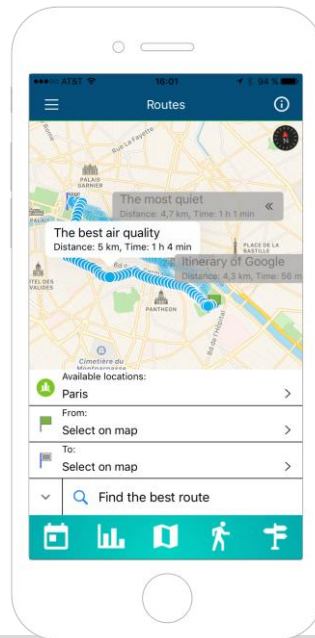 AT&T 16:01 94 %
Routes
Rue La Fayette
PALAIS
GARNIER
The most quiet
Distance: 4,7 km, Time: 1 h 1 min
The best air quality
Distance: 5 km, Time: 1 h 4 min
PLACE DE LA
BASTILLE
Itinerary of Google
Distance: 4,3 km, Time: 56 m
PANTHEON
Cimetière du
Montparnasse
Available locations:
Paris
From:
Select on map
To:
Select on map
Find the best route